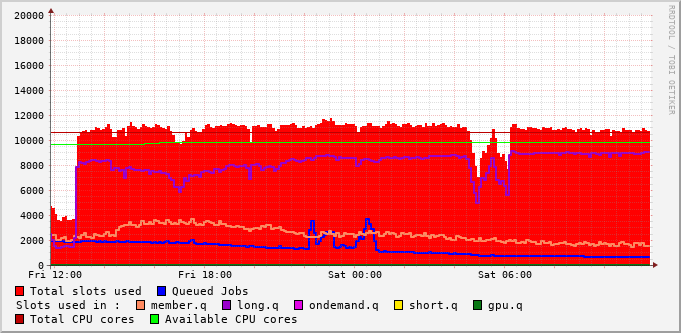 20000
18000
16000
14000
12000
10000
8000
6000
4000
2000
0
Fri 12:00 Fri 18:00 Sat 00:00 Sat 06:00
Total slots used Queued Jobs
Slots used in : member.q long.q ondemand.q short.q gpu.q
Total CPU cores Available CPU cores
RRDTOOL / TOBI OETIKER